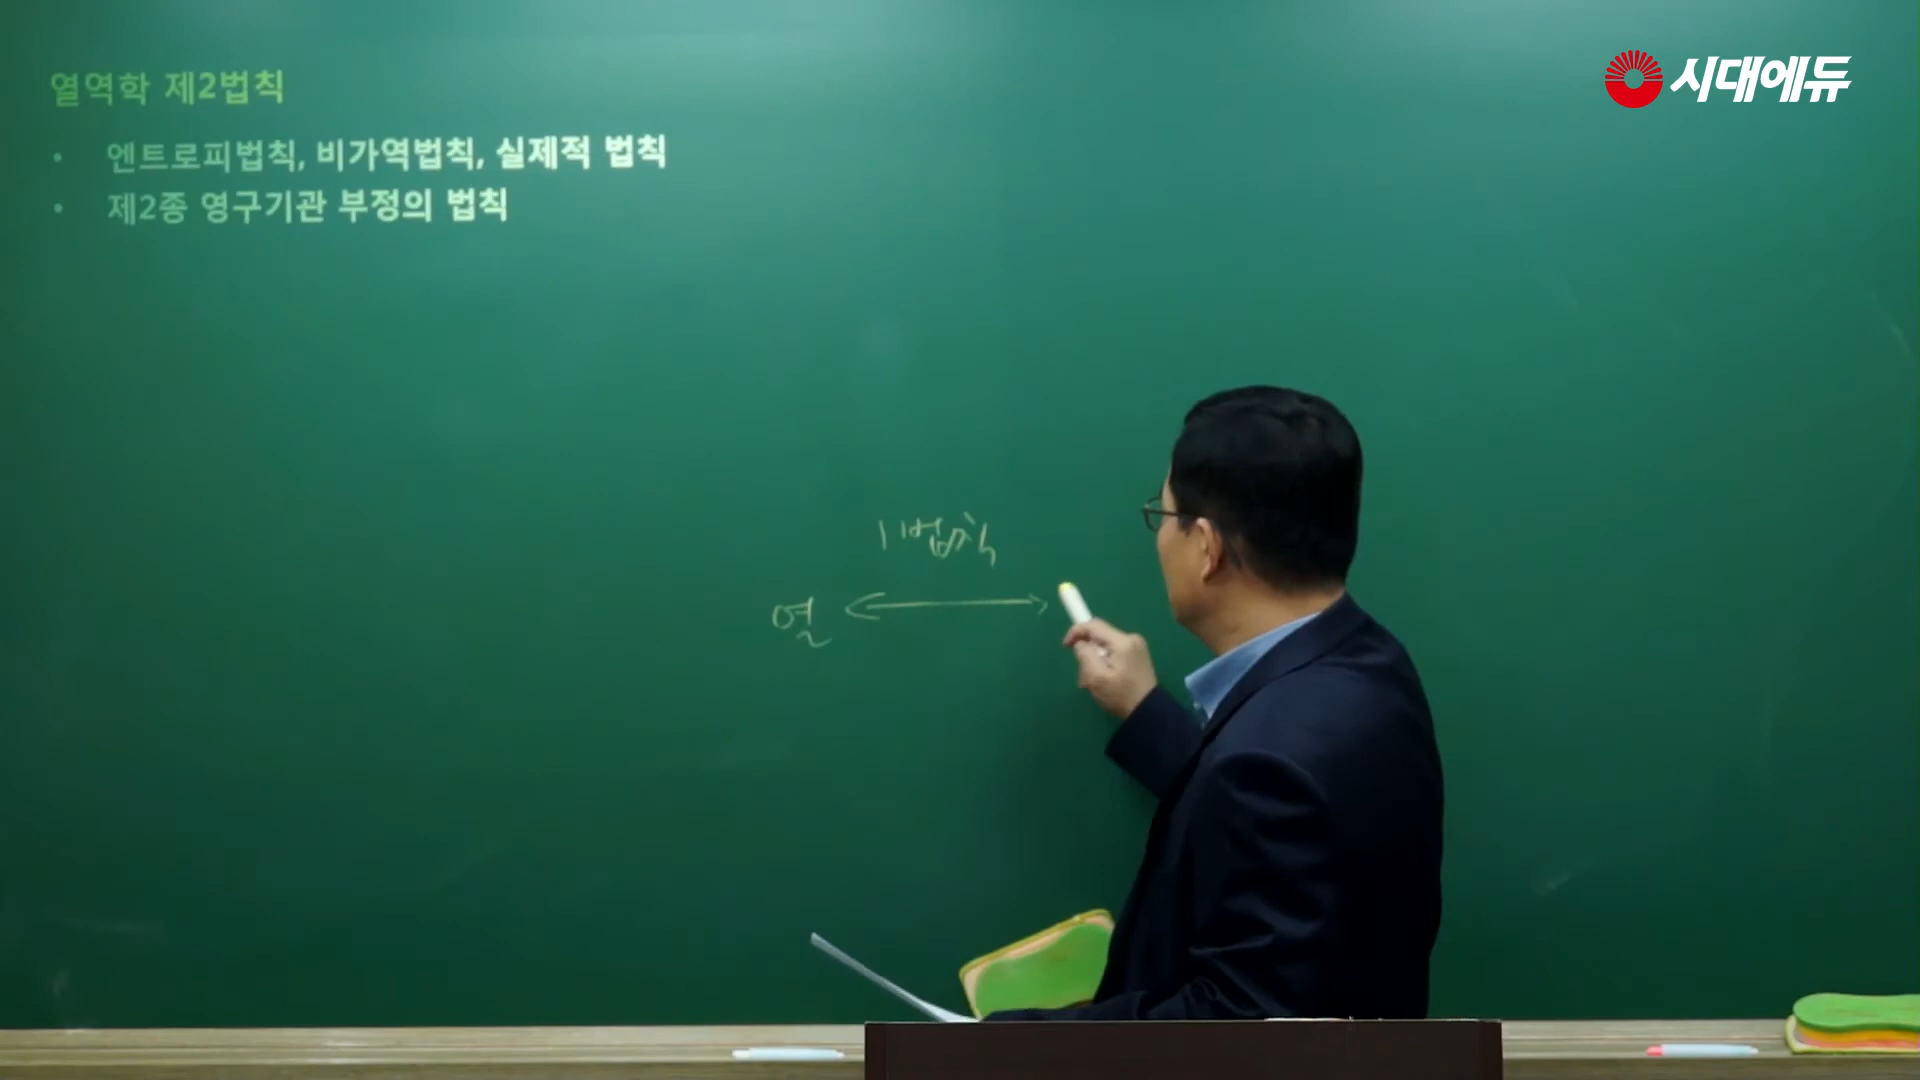 시대에듀
열역학 제2법칙
• 엔트로피법칙, 비가역법칙, 실제적 법칙
• 제2종 영구기관 부정의 법칙
1법칙
열